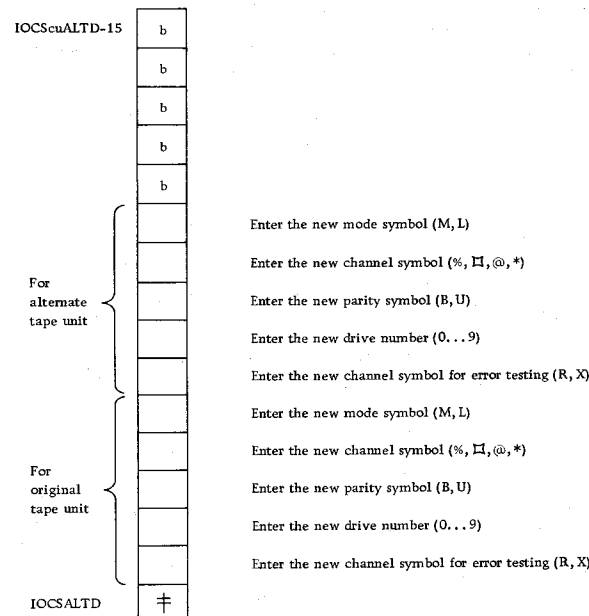 IOCScuALTD-15 b
b
b
b
b
Enter the new mode symbol (M, L)
Enter the new channel symbol (%, ⌑, @, *)
Enter the new parity symbol (B, U)
Enter the new drive number (0...9)
Enter the new channel symbol for error testing (R, X)
For
alternate
tape unit
Enter the new mode symbol (M, L)
Enter the new channel symbol (%, ⌑, @, *)
Enter the new parity symbol (B, U)
Enter the new drive number (0...9)
Enter the new channel symbol for error testing (R, X)
For
original
tape unit
IOCSALTD ǂ